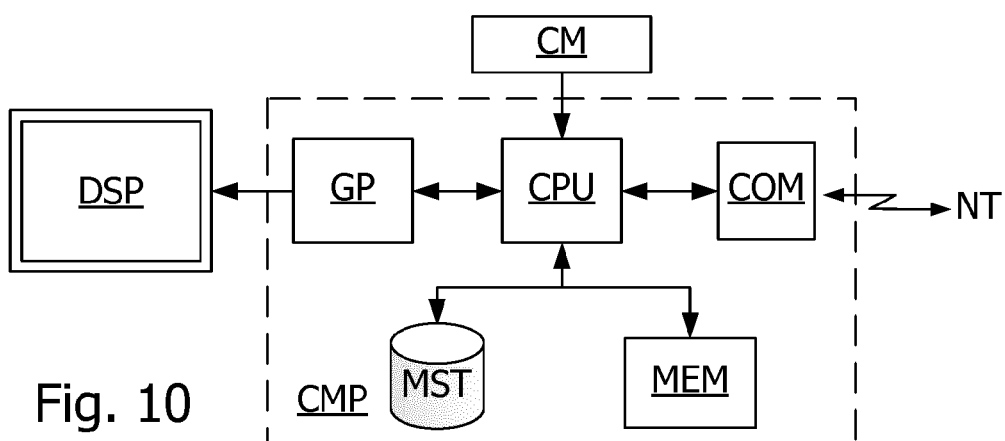 CM
DSP
GP
CPU
COM
NT
MST
MEM
CMP
Fig. 10